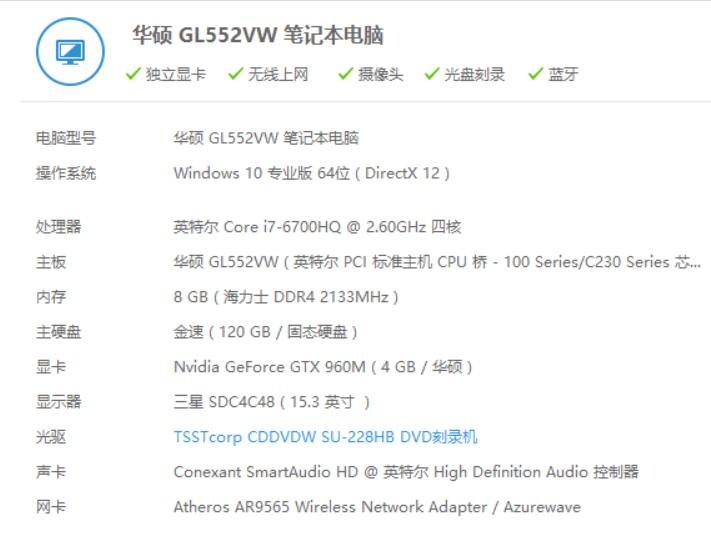 华硕 GL552VW 笔记本电脑
独立显卡 无线上网 摄像头 光盘刻录 蓝牙
电脑型号 华硕 GL552VW 笔记本电脑
操作系统 Windows 10 专业版 64位 ( DirectX 12 )
处理器 英特尔 Core i7-6700HQ @ 2.60GHz 四核
主板 华硕 GL552VW ( 英特尔 PCI 标准主机 CPU 桥 - 100 Series/C230 Series 芯...
内存 8 GB ( 海力士 DDR4 2133MHz )
主硬盘 金速 ( 120 GB / 固态硬盘 )
显卡 Nvidia GeForce GTX 960M ( 4 GB / 华硕 )
显示器 三星 SDC4C48 ( 15.3 英寸 )
光驱 TSSTcorp CDDVDW SU-228HB DVD刻录机
声卡 Conexant SmartAudio HD @ 英特尔 High Definition Audio 控制器
网卡 Atheros AR9565 Wireless Network Adapter / Azurewave